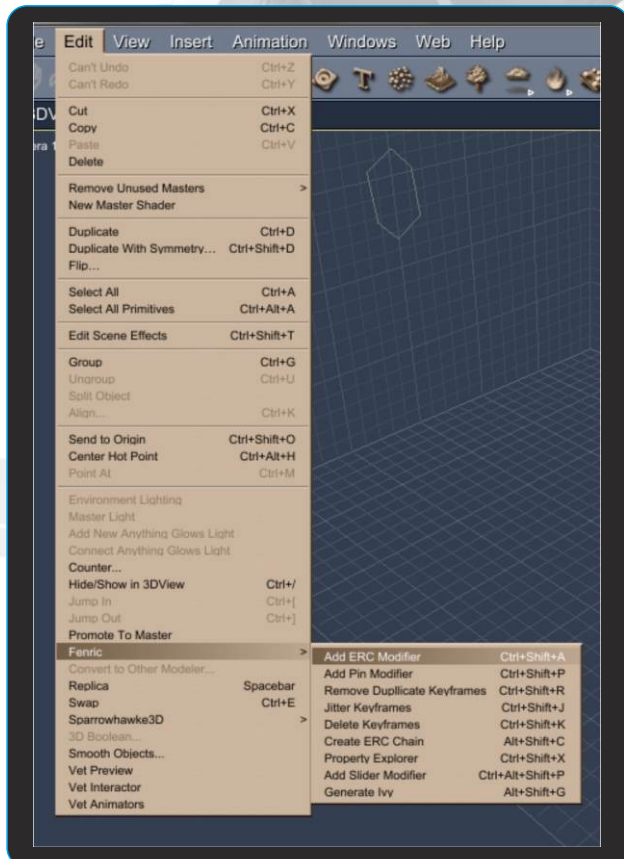 e Edit View Insert Animation Windows Web Help
Can't Undo Ctrl+Z
Can't Redo Ctrl+Y
3DV
Cut Ctrl+X
Copy Ctrl+C
era 1
Paste Ctrl+V
Delete
Remove Unused Masters >
New Master Shader
Duplicate Ctrl+D
Duplicate With Symmetry... Ctrl+Shift+D
Flip...
Select All Ctrl+A
Select All Primitives Ctrl+Alt+A
Edit Scene Effects Ctrl+Shift+T
Group Ctrl+G
Ungroup Ctrl+U
Split Object
Align... Ctrl+K
Send to Origin Ctrl+Shift+O
Center Hot Point Ctrl+Alt+H
Point At Ctrl+M
Environment Lighting
Master Light
Add New Anything Glows Light
Connect Anything Glows Light
Counter...
Hide/Show in 3DView Ctrl+/
Jump In Ctrl+[
Jump Out Ctrl+]
Promote To Master
Fenric >
Convert to Other Modeler...
Replica Spacebar
Swap Ctrl+E
Sparrowhawke3D >
3D Boolean...
Smooth Objects...
Vet Preview
Vet Interactor
Vet Animators
Add ERC Modifier Ctrl+Shift+A
Add Pin Modifier Ctrl+Shift+P
Remove Dupllicate Keyframes Ctrl+Shift+R
Jitter Keyframes Ctrl+Shift+J
Delete Keyframes Ctrl+Shift+K
Create ERC Chain Alt+Shift+C
Property Explorer Ctrl+Shift+X
Add Slider Modifier Ctrl+Alt+Shift+P
Generate Ivy Alt+Shift+G